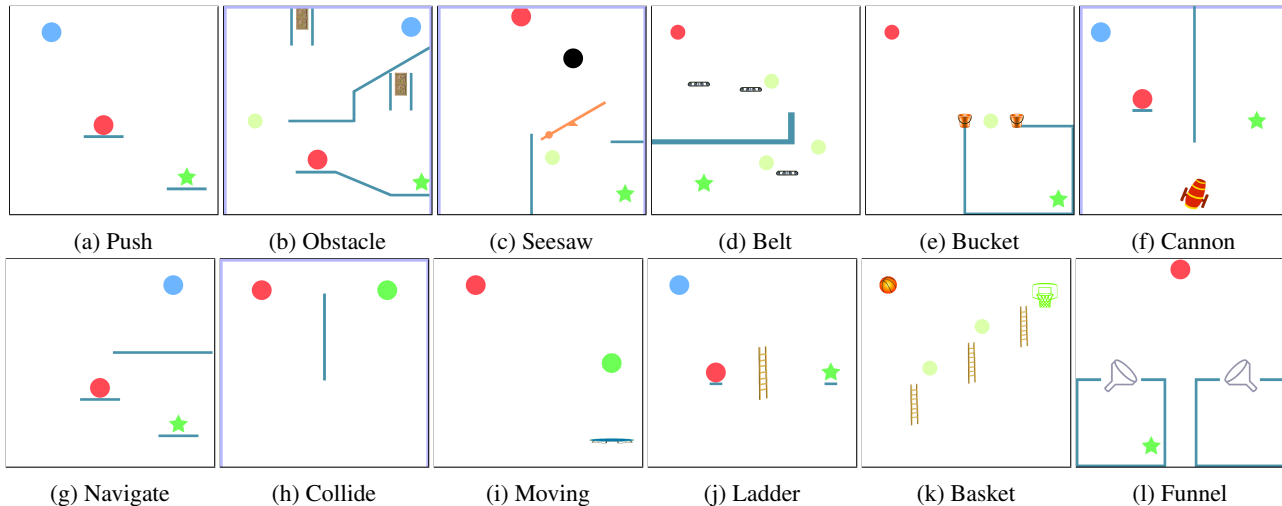 (a) Push (b) Obstacle (c) Seesaw (d) Belt (e) Bucket (f) Cannon
(g) Navigate (h) Collide (i) Moving (j) Ladder (k) Basket (l) Funnel